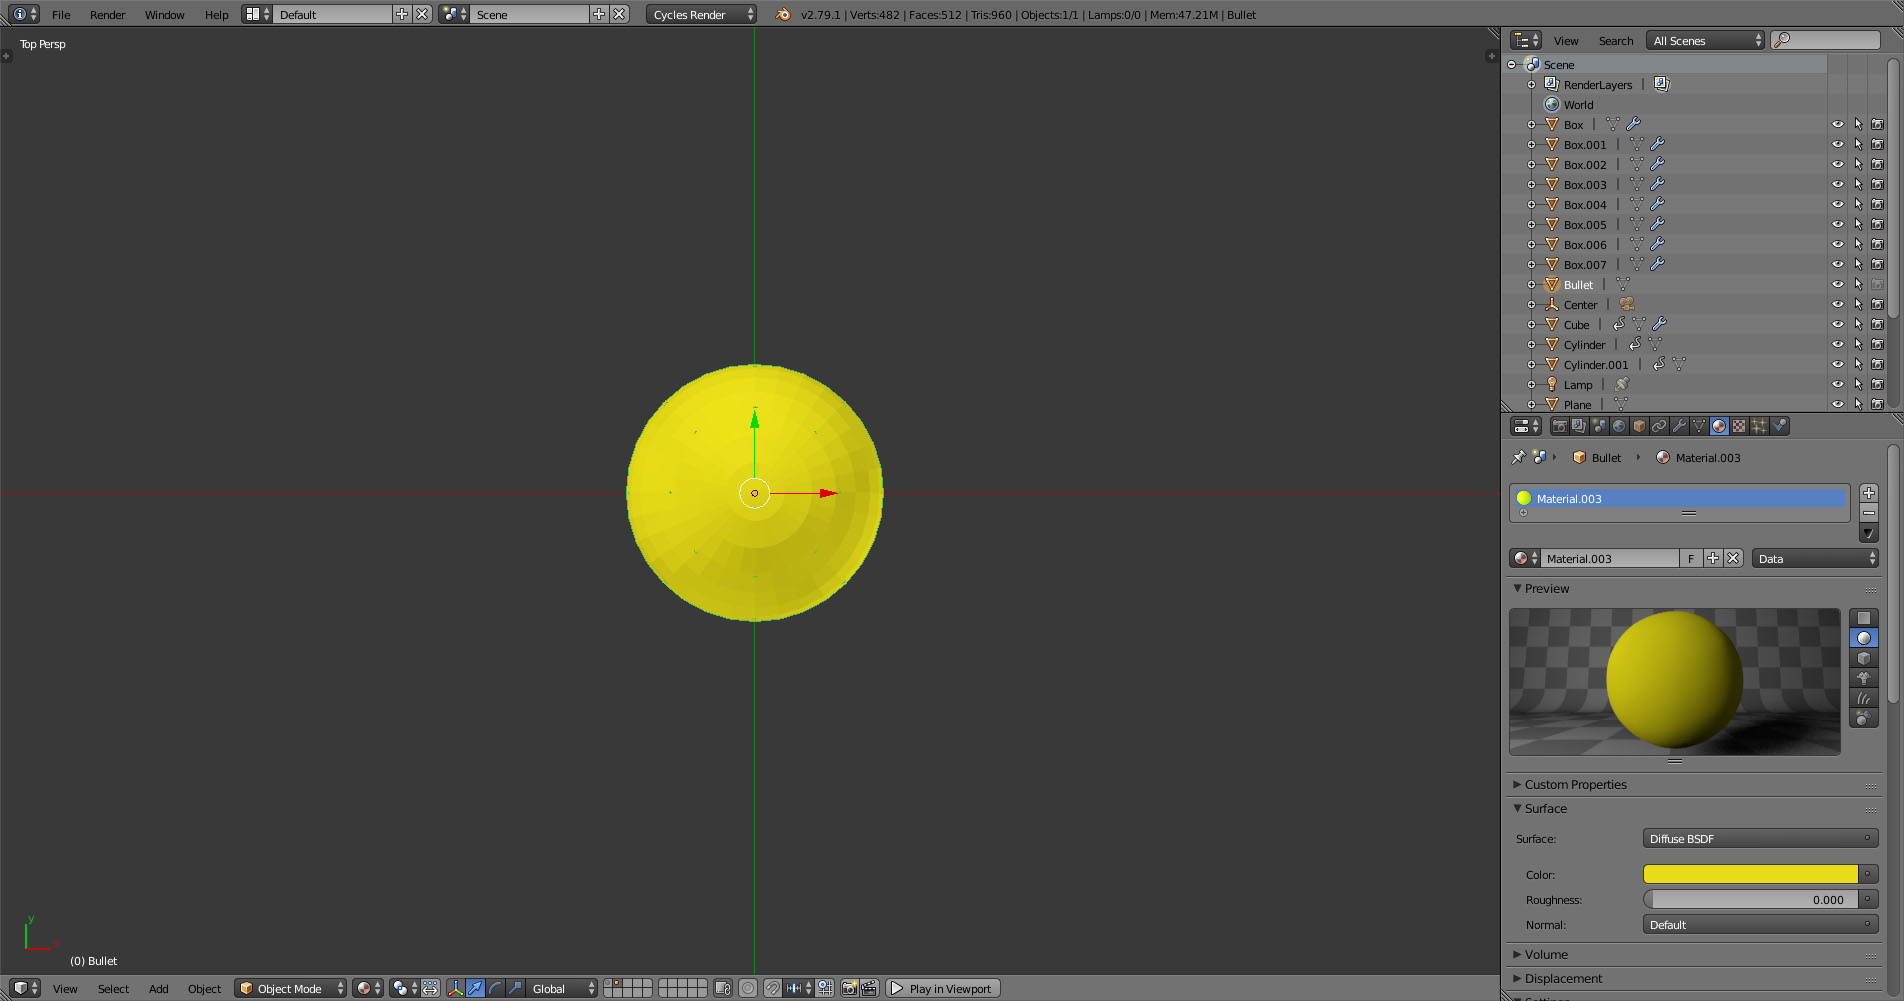 File Render Window Help Default Scene Cycles Render v2.79.1 | Verts:482 | Faces:512 | Tris:960 | Objects:1/1 | Lamps:0/0 | Mem:47.21M | Bullet
Top Persp
View Search All Scenes
Scene
RenderLayers
World
Box
Box.001
Box.002
Box.003
Box.004
Box.005
Box.006
Box.007
Bullet
Center
Cube
Cylinder
Cylinder.001
Lamp
Plane
Bullet Material.003
Material.003
Material.003 F Data
Preview
Custom Properties
Surface
Surface: Diffuse BSDF
Color:
Roughness: 0.000
Normal: Default
Volume
Displacement
y
x
(0) Bullet
View Select Add Object Object Mode Global Play in Viewport